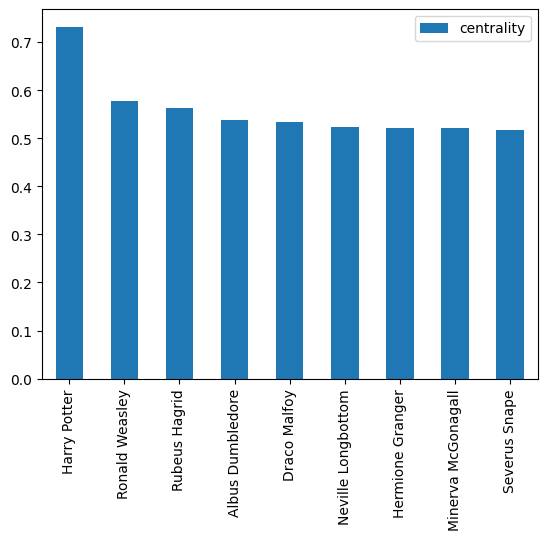 centrality
0.7
0.6
0.5
0.4
0.3
0.2
0.1
0.0
Harry Potter
Ronald Weasley
Rubeus Hagrid
Albus Dumbledore
Draco Malfoy
Neville Longbottom
Hermione Granger
Minerva McGonagall
Severus Snape